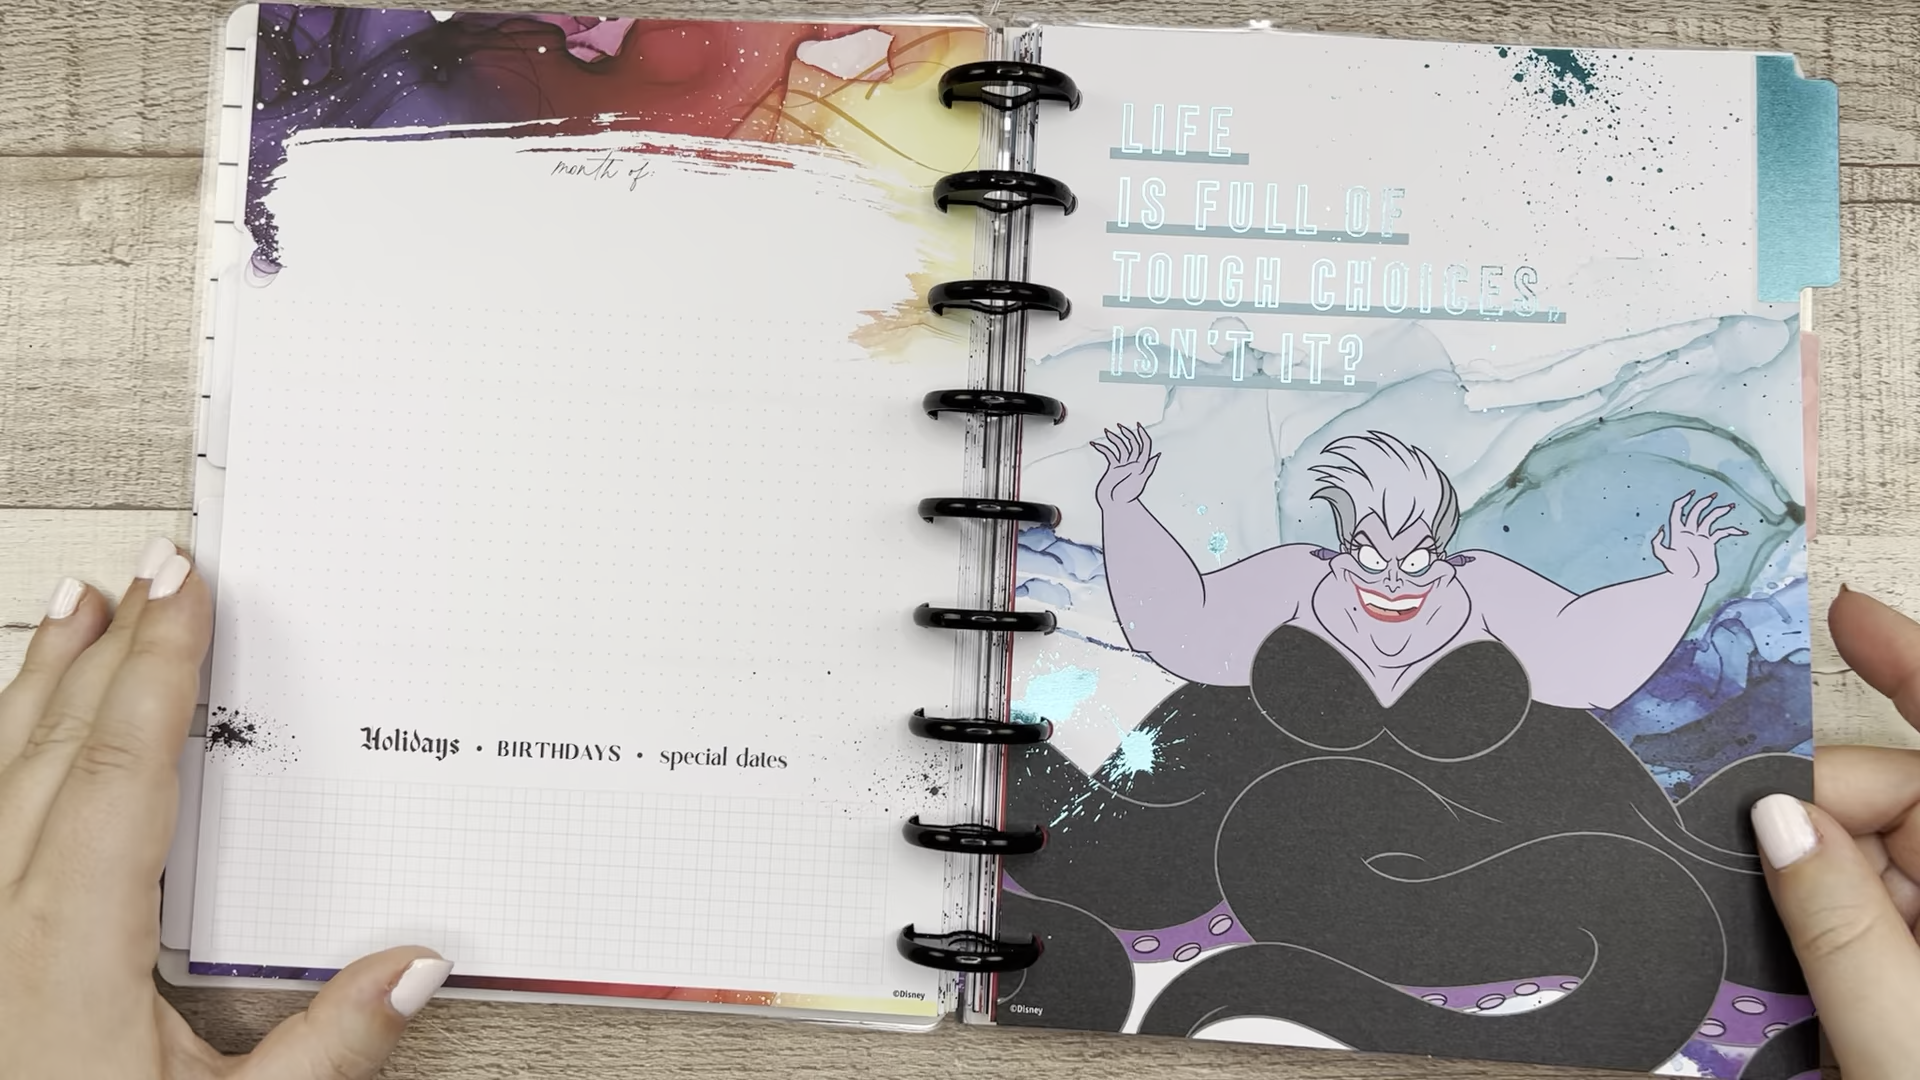 month of:
Holidays • BIRTHDAYS • special dates
©Disney
LIFE
IS FULL OF
TOUGH CHOICES,
ISN'T IT?
©Disney